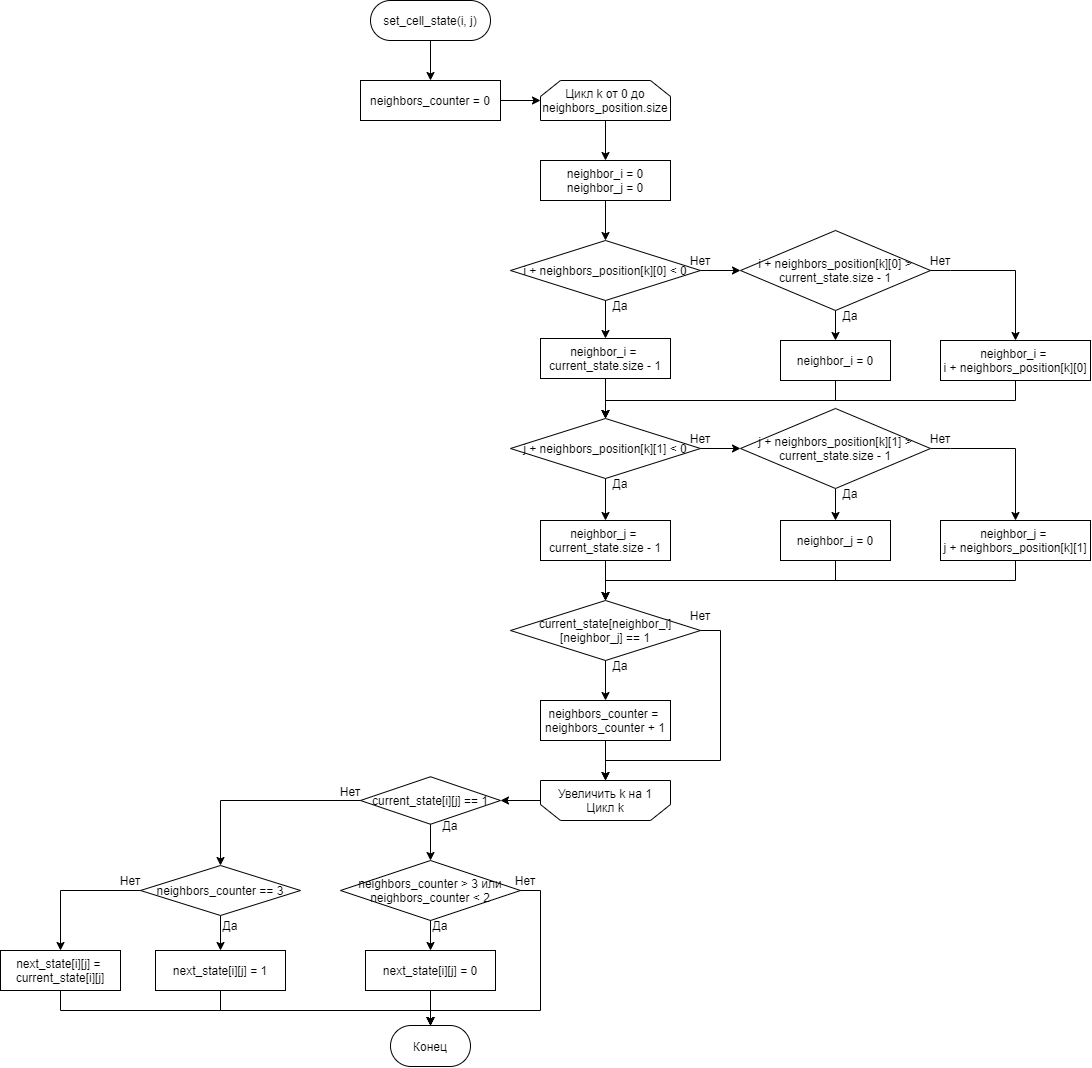 set_cell_state(i, j)
neighbors_counter = 0
Цикл k от 0 до
neighbors_position.size
neighbor_i = 0
neighbor_j = 0
i + neighbors_position[k][0] < 0
Нет
i + neighbors_position[k][0] >
current_state.size - 1
Нет
Да
Да
neighbor_i =
current_state.size - 1
neighbor_i = 0
neighbor_i =
i + neighbors_position[k][0]
j + neighbors_position[k][1] < 0
Нет
j + neighbors_position[k][1] >
current_state.size - 1
Нет
Да
Да
neighbor_j =
current_state.size - 1
neighbor_j = 0
neighbor_j =
j + neighbors_position[k][1]
current_state[neighbor_i]
[neighbor_j] == 1
Нет
Да
neighbors_counter =
neighbors_counter + 1
Увеличить k на 1
Цикл k
current_state[i][j] == 1
Нет
Да
neighbors_counter == 3
Нет
Да
neighbors_counter > 3 или
neighbors_counter < 2
Нет
Да
next_state[i][j] =
current_state[i][j]
next_state[i][j] = 1
next_state[i][j] = 0
Конец